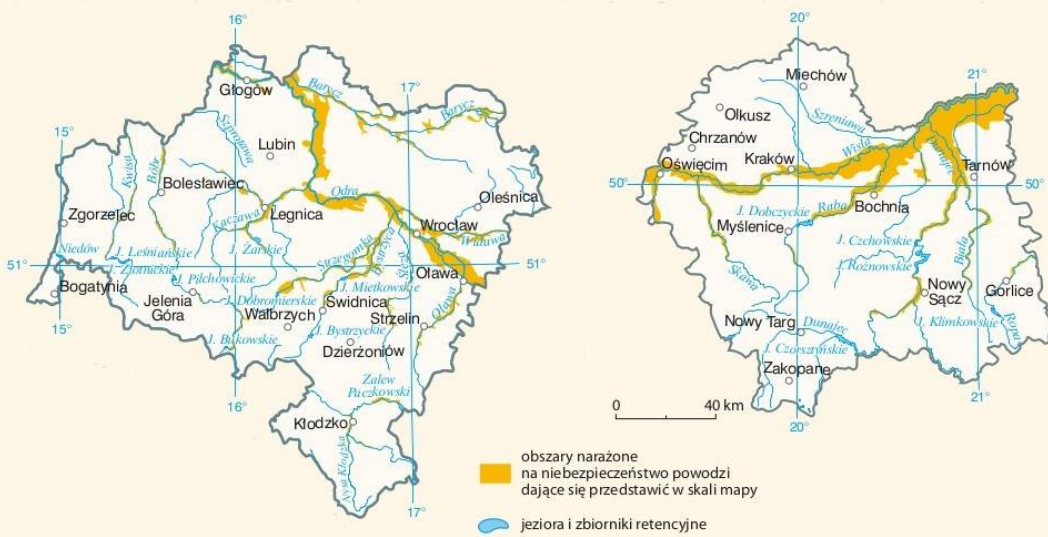 16°
17°
Głogów
Barycz
Barycz
15°
Szprotawa
Kwisa
Bóbr
Lubin
Bolesławiec
Odra
Oleśnica
Zgorzelec
Kaczawa
Legnica
Wrocław
Widawa
Niedów
J. Leśniańskie
J. Żarskie
Strzegomka
Bystrzyca
Ślęza
51°
J. Złotnickie
J. Pilchowickie
Oława
51°
Bogatynia
J. Mietkowskie
Jelenia
Góra
J. Dobromierskie
Świdnica
Oława
15°
Wałbrzych
Strzelin
J. Bukowskie
J. Bystrzyckie
Dzierżoniów
Zalew
Paczkowski
16°
Kłodzko
Nysa Kłodzka
17°
20°
21°
Miechów
Olkusz
Szreniawa
Chrzanów
Wisła
Oświęcim
Kraków
Dunajec
Tarnów
50°
50°
Raba
Bochnia
J. Dobczyckie
Myślenice
J. Czchowskie
Biała
Skawa
J. Rożnowskie
Nowy
Sącz
Gorlice
Nowy Targ
Dunajec
J. Klimkowskie
Ropa
J. Czorsztyńskie
Zakopane
21°
20°
0
40 km
obszary narażone
na niebezpieczeństwo powodzi
dające się przedstawić w skali mapy
jeziora i zbiorniki retencyjne